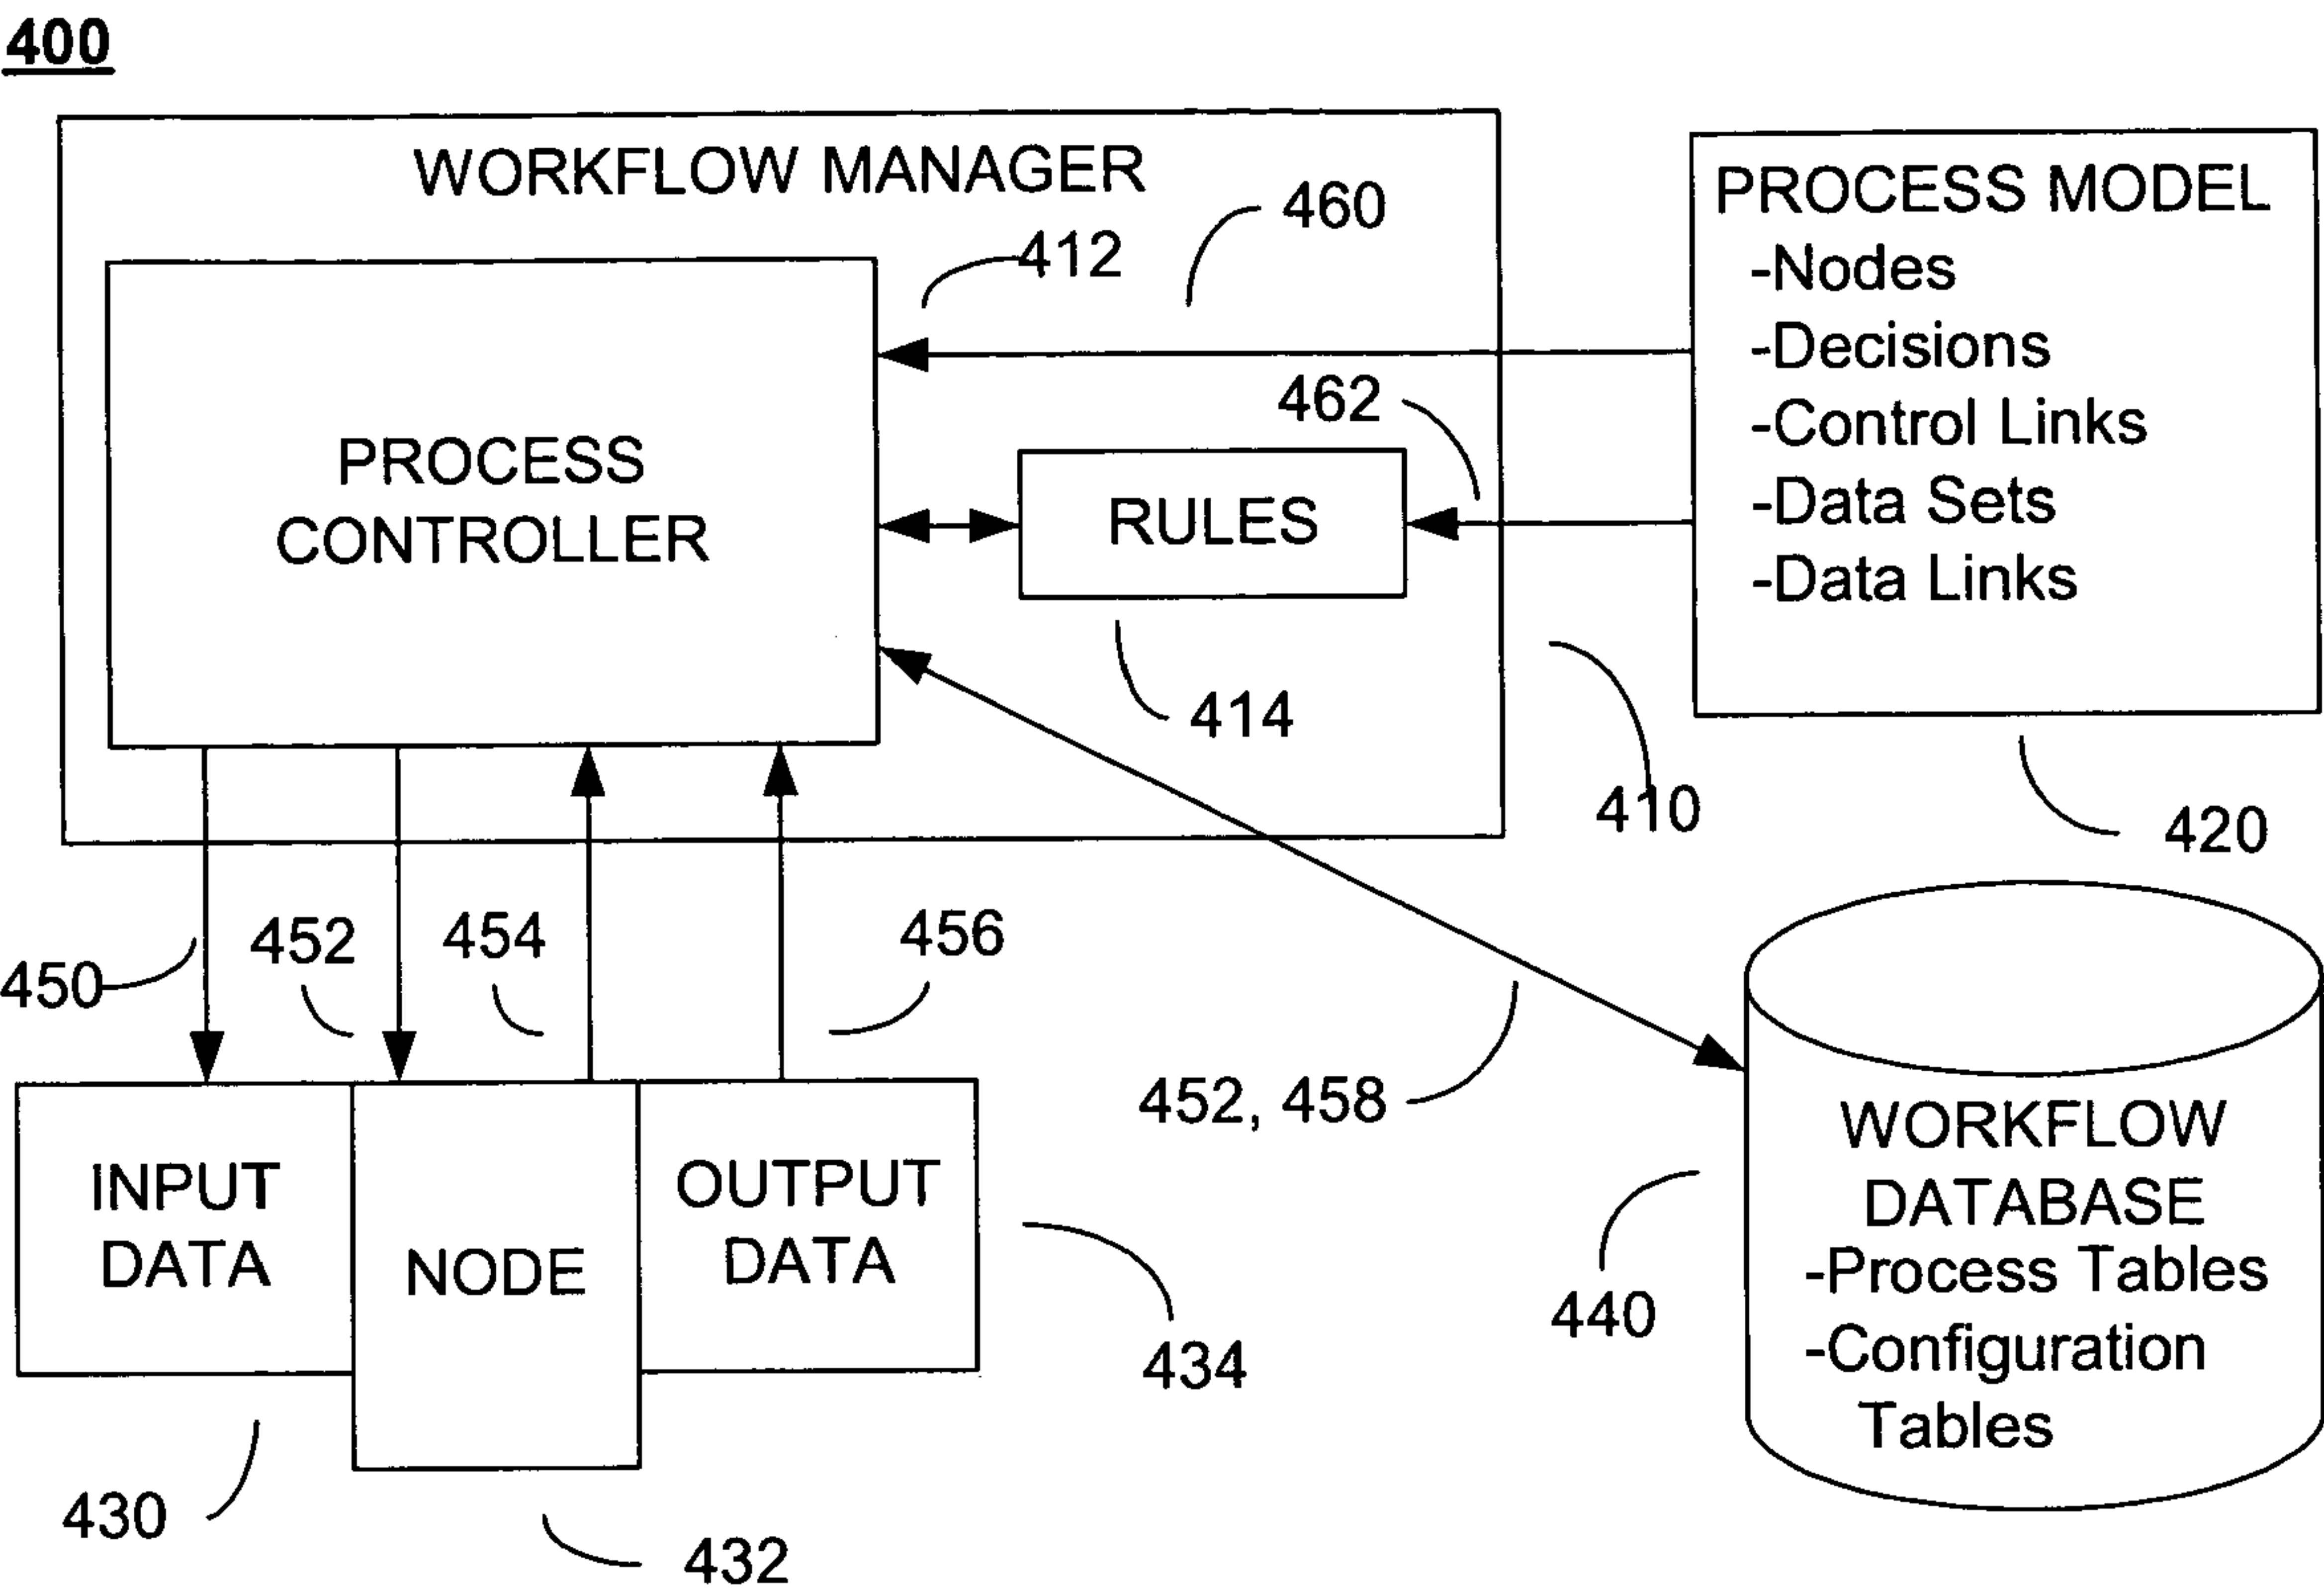 400
WORKFLOW MANAGER
460
412
PROCESS MODEL
-Nodes
-Decisions
-Control Links
-Data Sets
-Data Links
462
PROCESS
CONTROLLER
RULES
414
410
420
450
452
454
456
452, 458
INPUT
DATA
NODE
OUTPUT
DATA
434
440
WORKFLOW
DATABASE
-Process Tables
-Configuration
Tables
430
432